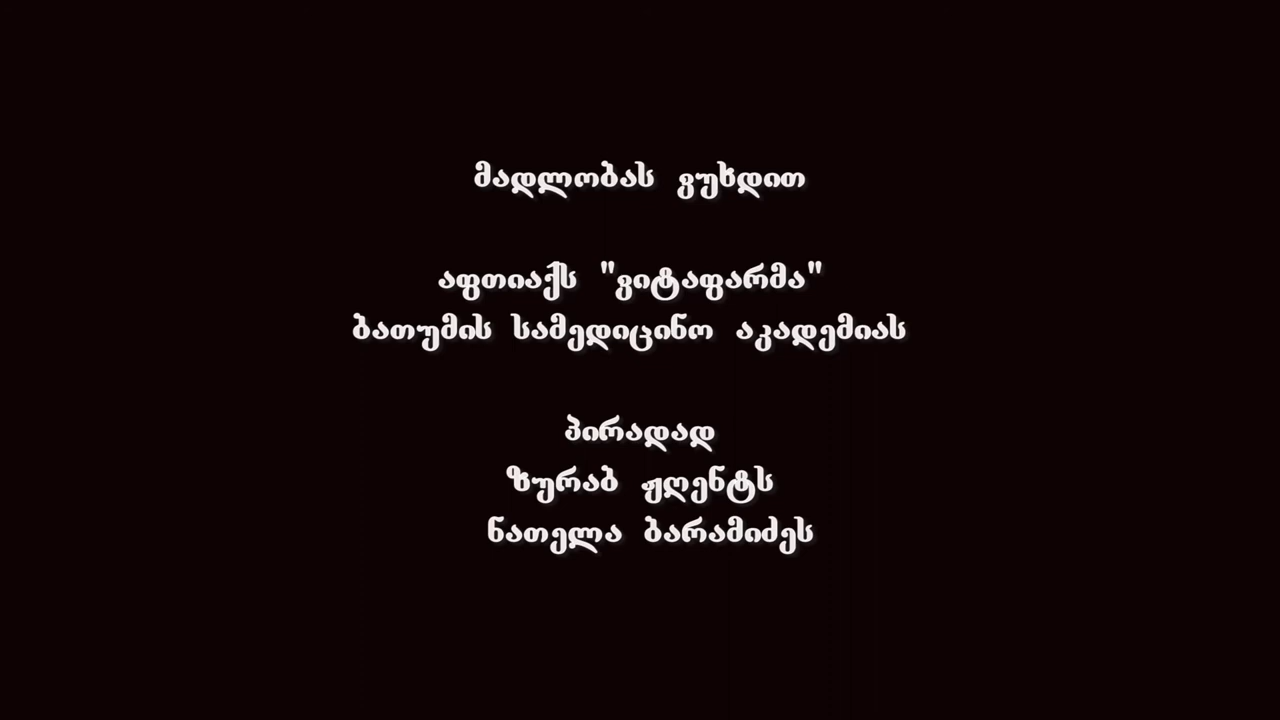 მადლობას ვუხდით
აფთიაქს "ვიტაფარმა"
ბათუმის სამედიცინო აკადემიას
პირადად
ზურაბ ჟღენტს
ნათელა ბარამიძეს